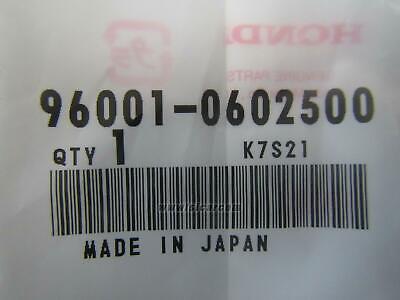 HONDA
GENUINE PARTS
96001-0602500
QTY 1 K7S21
MADE IN JAPAN